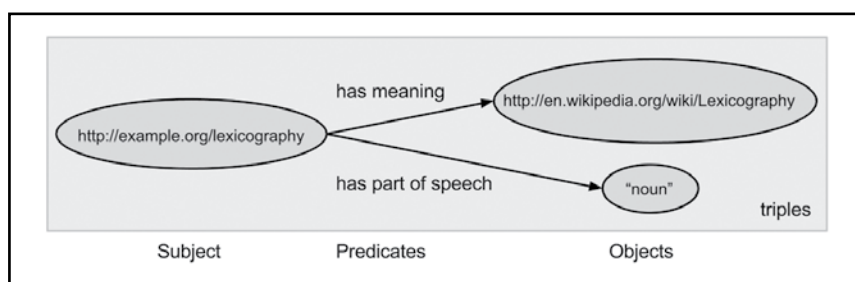 has meaning
http://en.wikipedia.org/wiki/Lexicography
http://example.org/lexicography
has part of speech
“noun”
triples
Subject Predicates Objects